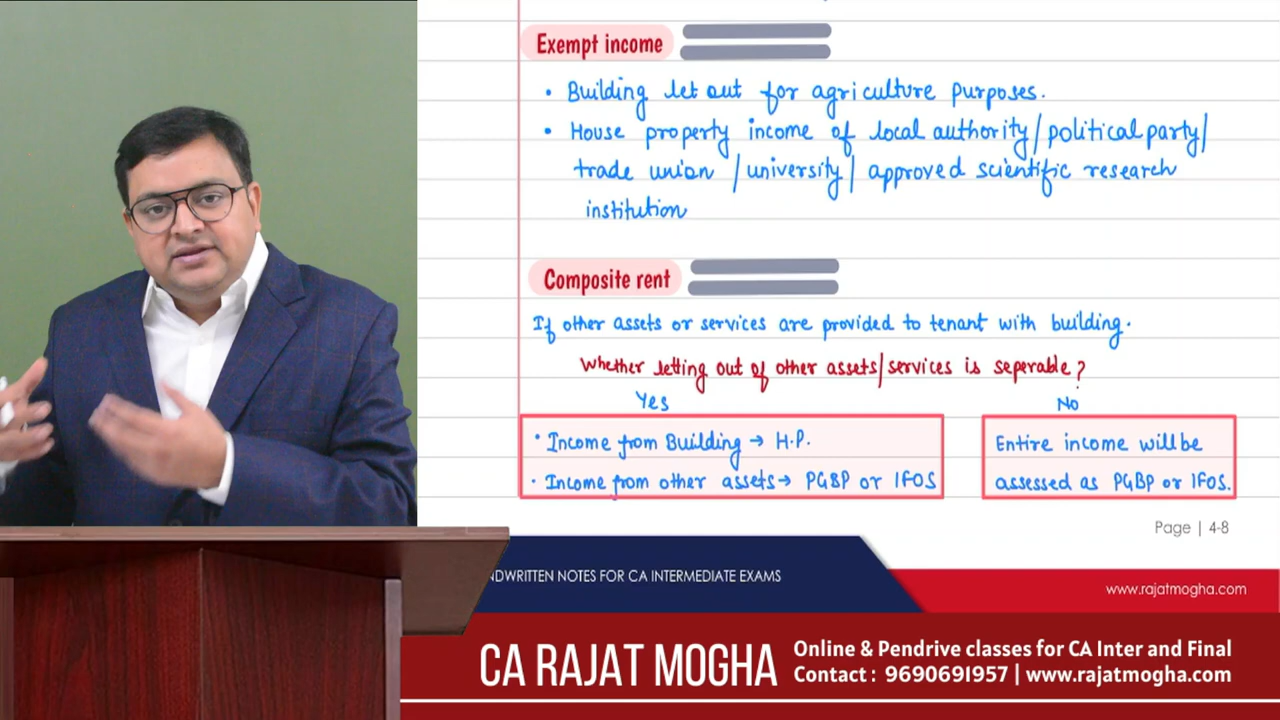 Exempt income
• Building let out for agriculture purposes.
• House property income of local authority/political party/
trade union /university/ approved scientific research
institution
Composite rent
If other assets or services are provided to tenant with building.
Whether letting out of other assets/services is seperable?
Yes
No
• Income from Building → H.P.
• Income from other assets → PGBP or IFOS
Entire income will be
assessed as PGBP or IFOS.
Page | 4-8
NDWRITTEN NOTES FOR CA INTERMEDIATE EXAMS
www.rajatmogha.com
CA RAJAT MOGHA
Online & Pendrive classes for CA Inter and Final
Contact : 9690691957 | www.rajatmogha.com